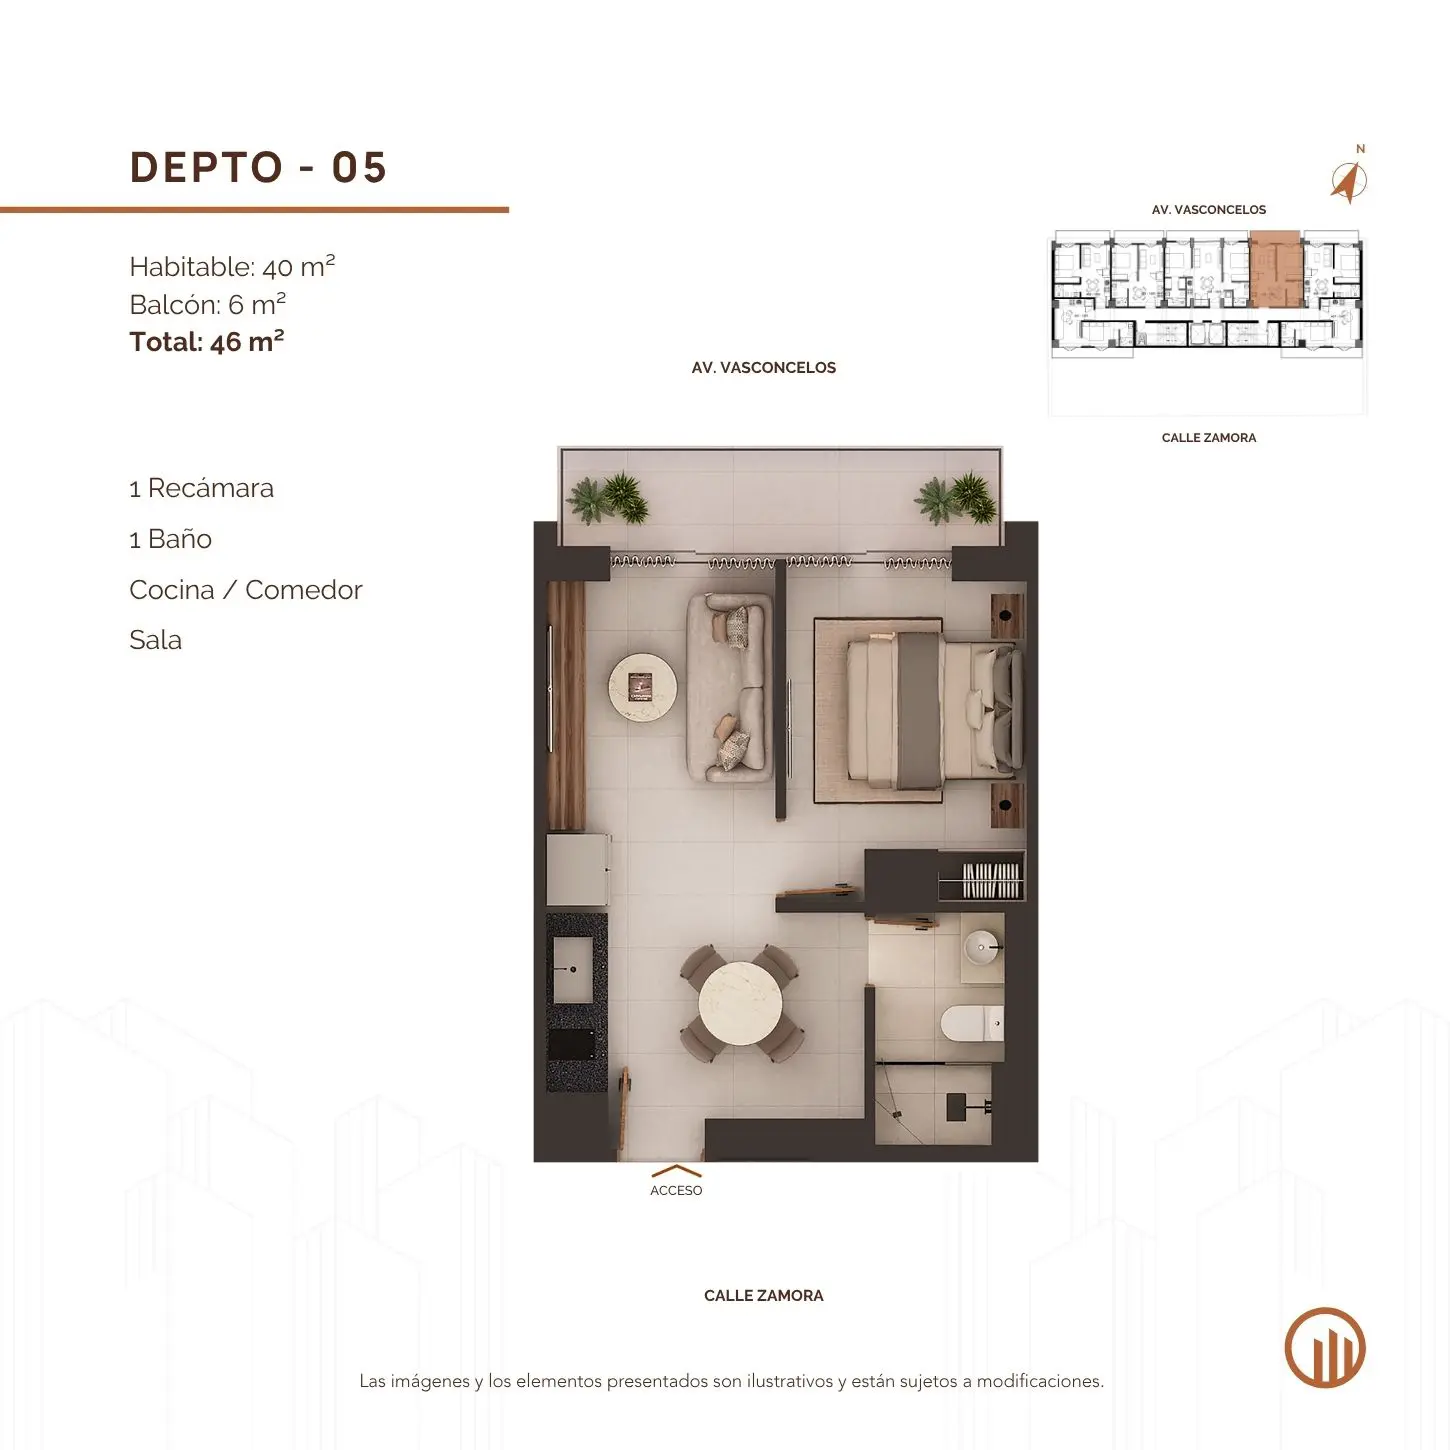 DEPTO - 05
Habitable: 40 m²
Balcón: 6 m²
Total: 46 m²
1 Recámara
1 Baño
Cocina / Comedor
Sala
N
AV. VASCONCELOS
CALLE ZAMORA
AV. VASCONCELOS
ACCESO
CALLE ZAMORA
Las imágenes y los elementos presentados son ilustrativos y están sujetos a modificaciones.